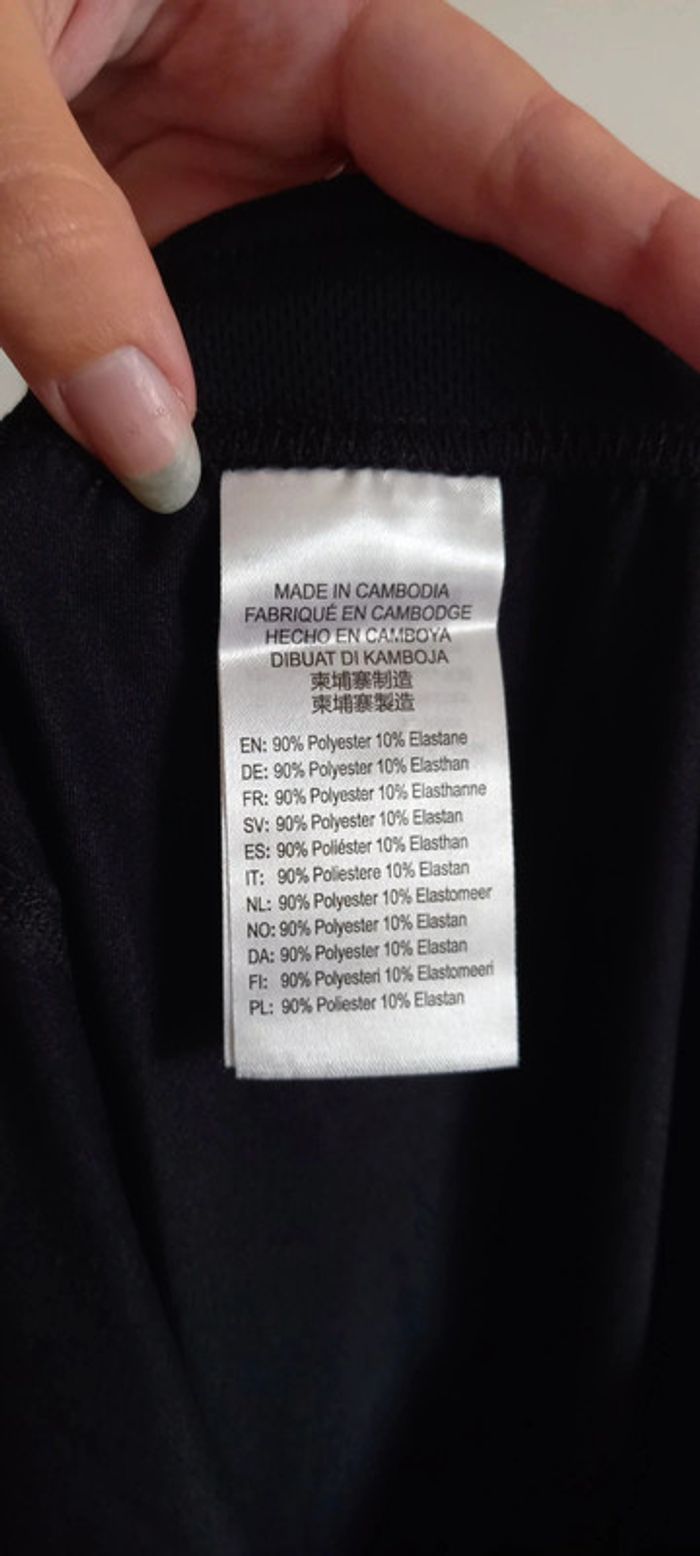 MADE IN CAMBODIA
FABRIQUÉ EN CAMBODGE
HECHO EN CAMBOYA
DIBUAT DI KAMBOJA
柬埔寨制造
柬埔寨製造
EN: 90% Polyester 10% Elastane
DE: 90% Polyester 10% Elasthan
FR: 90% Polyester 10% Elasthanne
SV: 90% Polyester 10% Elastan
ES: 90% Poliéster 10% Elasthan
IT: 90% Poliestere 10% Elastan
NL: 90% Polyester 10% Elastomeer
NO: 90% Polyester 10% Elastan
DA: 90% Polyester 10% Elastan
FI: 90% Polyesteri 10% Elastomeeri
PL: 90% Poliester 10% Elastan